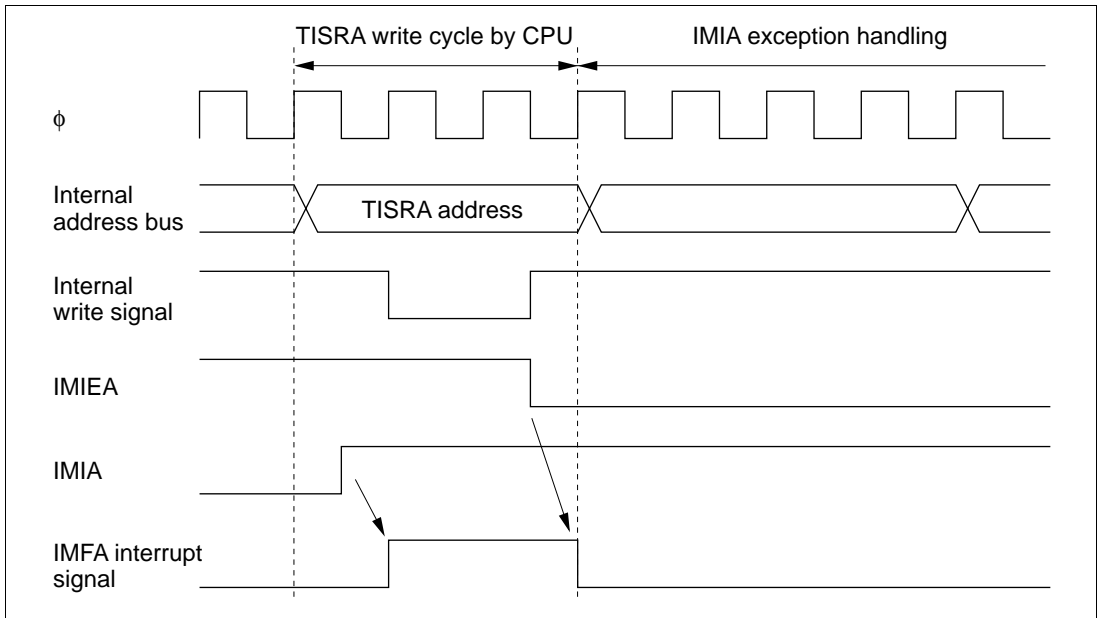 TISRA write cycle by CPU
IMIA exception handling
φ
Internal
address bus
TISRA address
Internal
write signal
IMIEA
IMIA
IMFA interrupt
signal